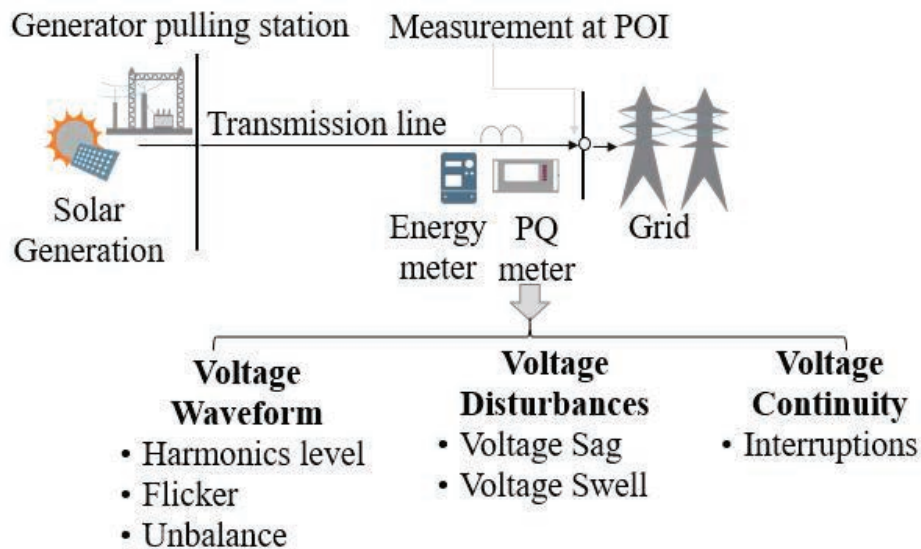 Generator pulling station
Measurement at POI
Transmission line
Solar
Generation
Energy
meter
PQ
meter
Grid
Voltage
Waveform
• Harmonics level
• Flicker
• Unbalance
Voltage
Disturbances
• Voltage Sag
• Voltage Swell
Voltage
Continuity
• Interruptions